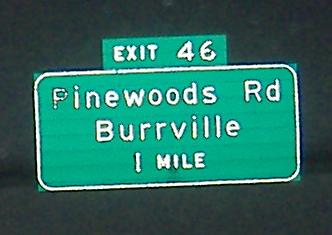 EXIT 46
Pinewoods Rd
Burrville
1 MILE